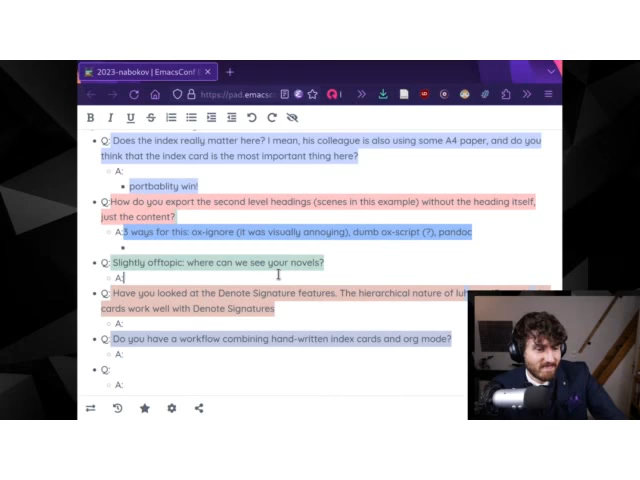 2023-nabokov | EmacsConf
https://pad.emacsc
Q: Does the index really matter here? I mean, his colleague is also using some A4 paper, and do you
think that the index card is the most important thing here?
A:
portbablity win!
Q:How do you export the second level headings (scenes in this example) without the heading itself,
just the content?
A:3 ways for this: ox-ignore (it was visually annoying), dumb ox-script (?), pandoc
Q: Slightly offtopic: where can we see your novels?
A:
Q: Have you looked at the Denote Signature features. The hierarchical nature of
cards work well with Denote Signatures
A:
Q: Do you have a workflow combining hand-written index cards and org mode?
A:
Q:
A: